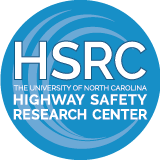 HSRC
THE UNIVERSITY OF NORTH CAROLINA
HIGHWAY SAFETY
RESEARCH CENTER